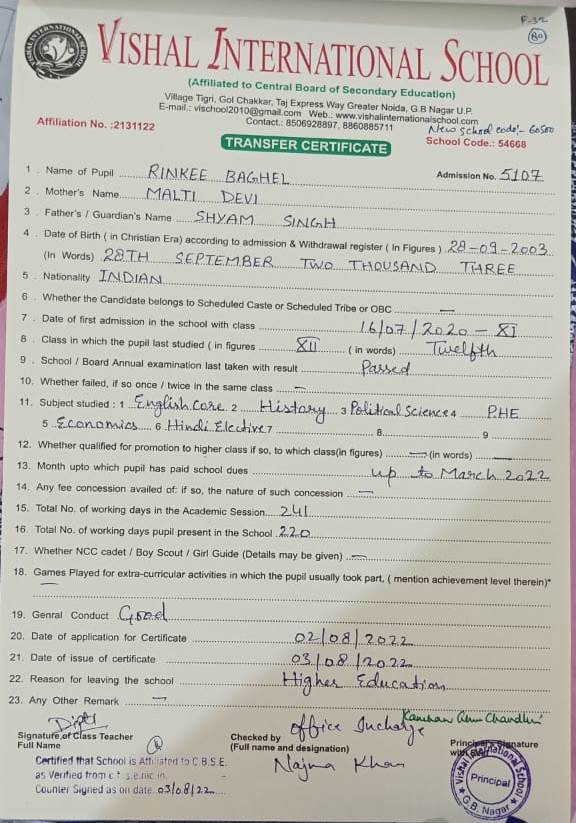 F-32
80
VISHAL INTERNATIONAL SCHOOL
(Affiliated to Central Board of Secondary Education)
Village Tigri, Gol Chakkar, Taj Express Way Greater Noida, G.B Nagar U.P.
E-mail.: vischool2010@gmail.com Web.: www.vishalinternationalschool.com
Contact.: 8506928897, 8860885711
Affiliation No. :2131122
New school code:- 60500
School Code.: 54668
TRANSFER CERTIFICATE
Admission No. 5107
1 . Name of Pupil RINKEE BAGHEL
2 . Mother's Name MALTI DEVI
3 . Father's / Guardian's Name SHYAM SINGH
4 . Date of Birth ( in Christian Era) according to admission & Withdrawal register ( In Figures ) 28-09-2003
(In Words) 28TH SEPTEMBER TWO THOUSAND THREE
5 . Nationality INDIAN
6 . Whether the Candidate belongs to Scheduled Caste or Scheduled Tribe or OBC —
7 . Date of first admission in the school with class 16/07/2020 – XI
8 . Class in which the pupil last studied ( in figures XII ( in words) Twelfth
9 . School / Board Annual examination last taken with result Passed
10. Whether failed, if so once / twice in the same class —
11. Subject studied : 1 English Core 2 History 3 Political Science 4 P.HE
5 Economics 6 Hindi Elective 7 8 9
12. Whether qualified for promotion to higher class if so, to which class(in figures) — (in words) —
13. Month upto which pupil has paid school dues up to March 2022
14. Any fee concession availed of: if so, the nature of such concession —
15. Total No. of working days in the Academic Session 241
16. Total No. of working days pupil present in the School 220
17. Whether NCC cadet / Boy Scout / Girl Guide (Details may be given) —
18. Games Played for extra-curricular activities in which the pupil usually took part, ( mention achievement level therein)*
—
19. Genral Conduct Good
20. Date of application for Certificate 02/08/2022
21. Date of issue of certificate 03/08/2022
22. Reason for leaving the school Higher Education
23. Any Other Remark —
Dipti
Signature of Class Teacher
Full Name
office Incharge
Checked by
(Full name and designation)
Najma Khan
Principal's Signature
with
Vishal International School
Principal
G.B. Nagar
Certified that School is Affiliated to C.B.S.E.
as Verified from
Counter Signed as on date 03/08/22